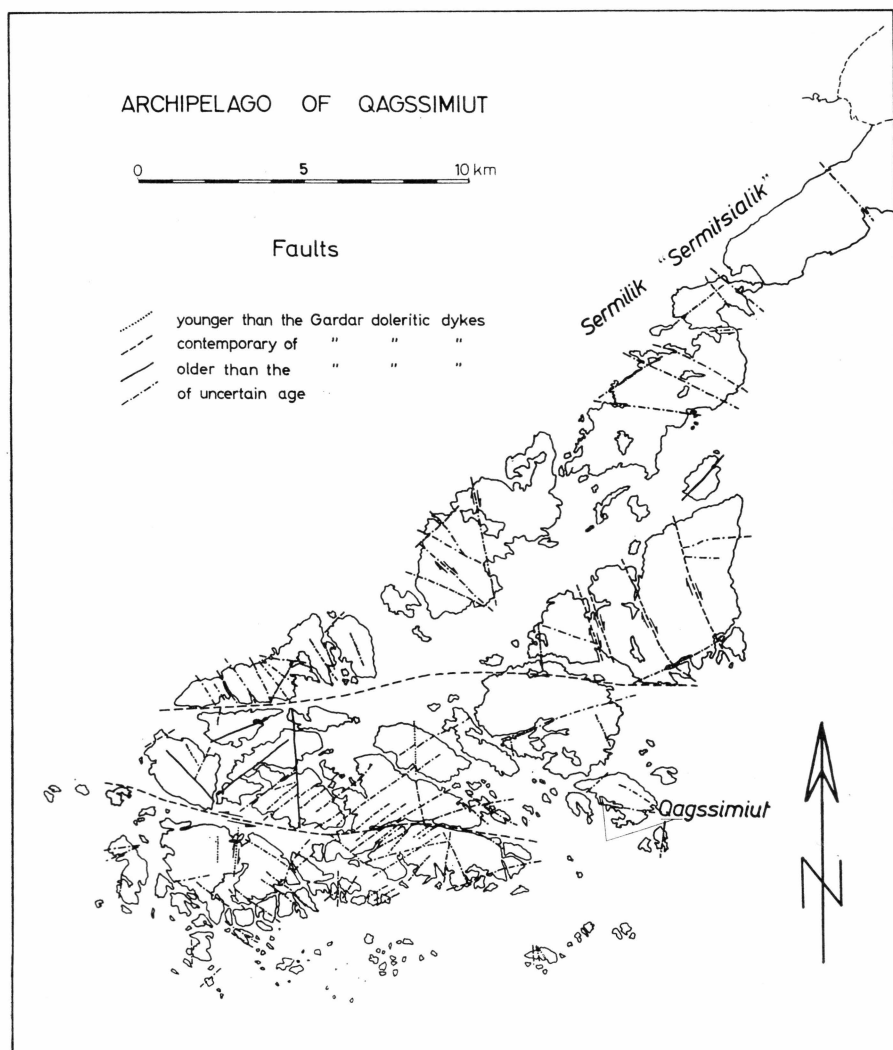 ARCHIPELAGO OF QAGSSIMIUT
0 5 10 km
Faults
younger than the Gardar doleritic dykes
contemporary of " " "
older than the " " "
of uncertain age
Sermilik "Sermitsialik"
Qagssimiut
N